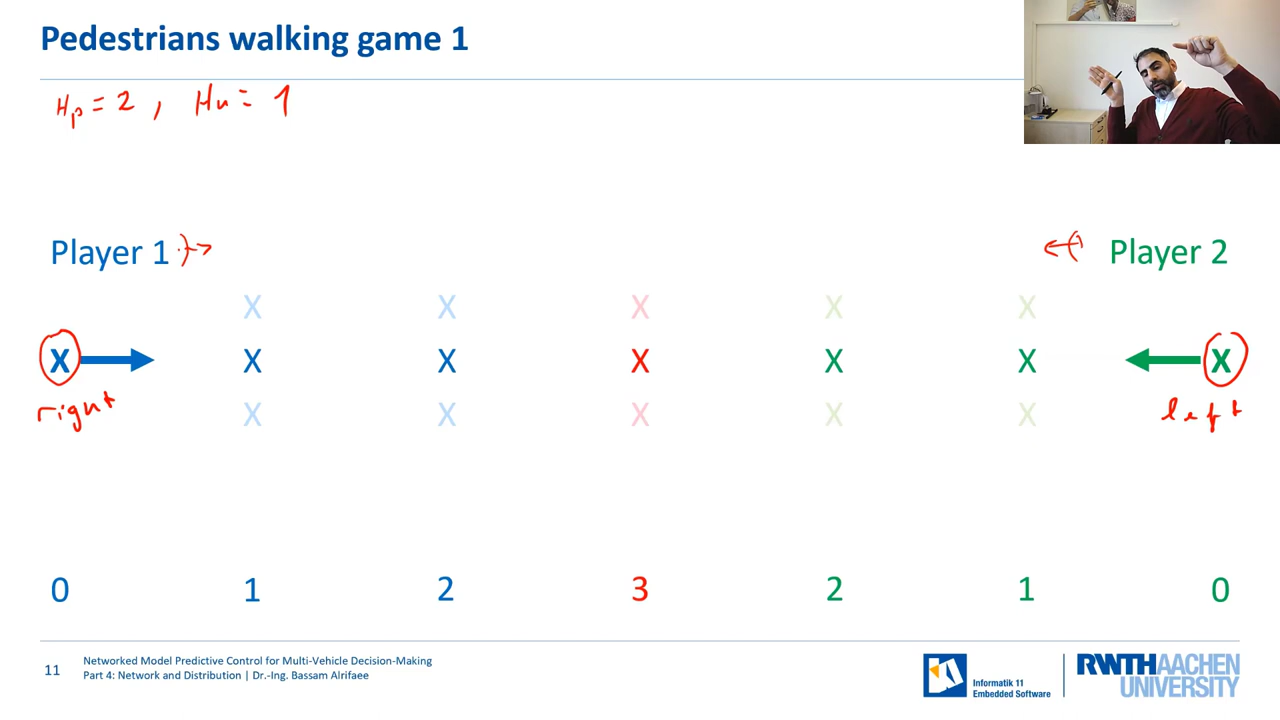 Pedestrians walking game 1
Hp = 2 , Hu = 1
Player 1
Player 2
X X X X X
X X X X X X X
right
left
X X X X X
0 1 2 3 2 1 0
11
Networked Model Predictive Control for Multi-Vehicle Decision-Making
Part 4: Network and Distribution | Dr.-Ing. Bassam Alrifaee
Informatik 11
Embedded Software
RWTHAACHEN
UNIVERSITY